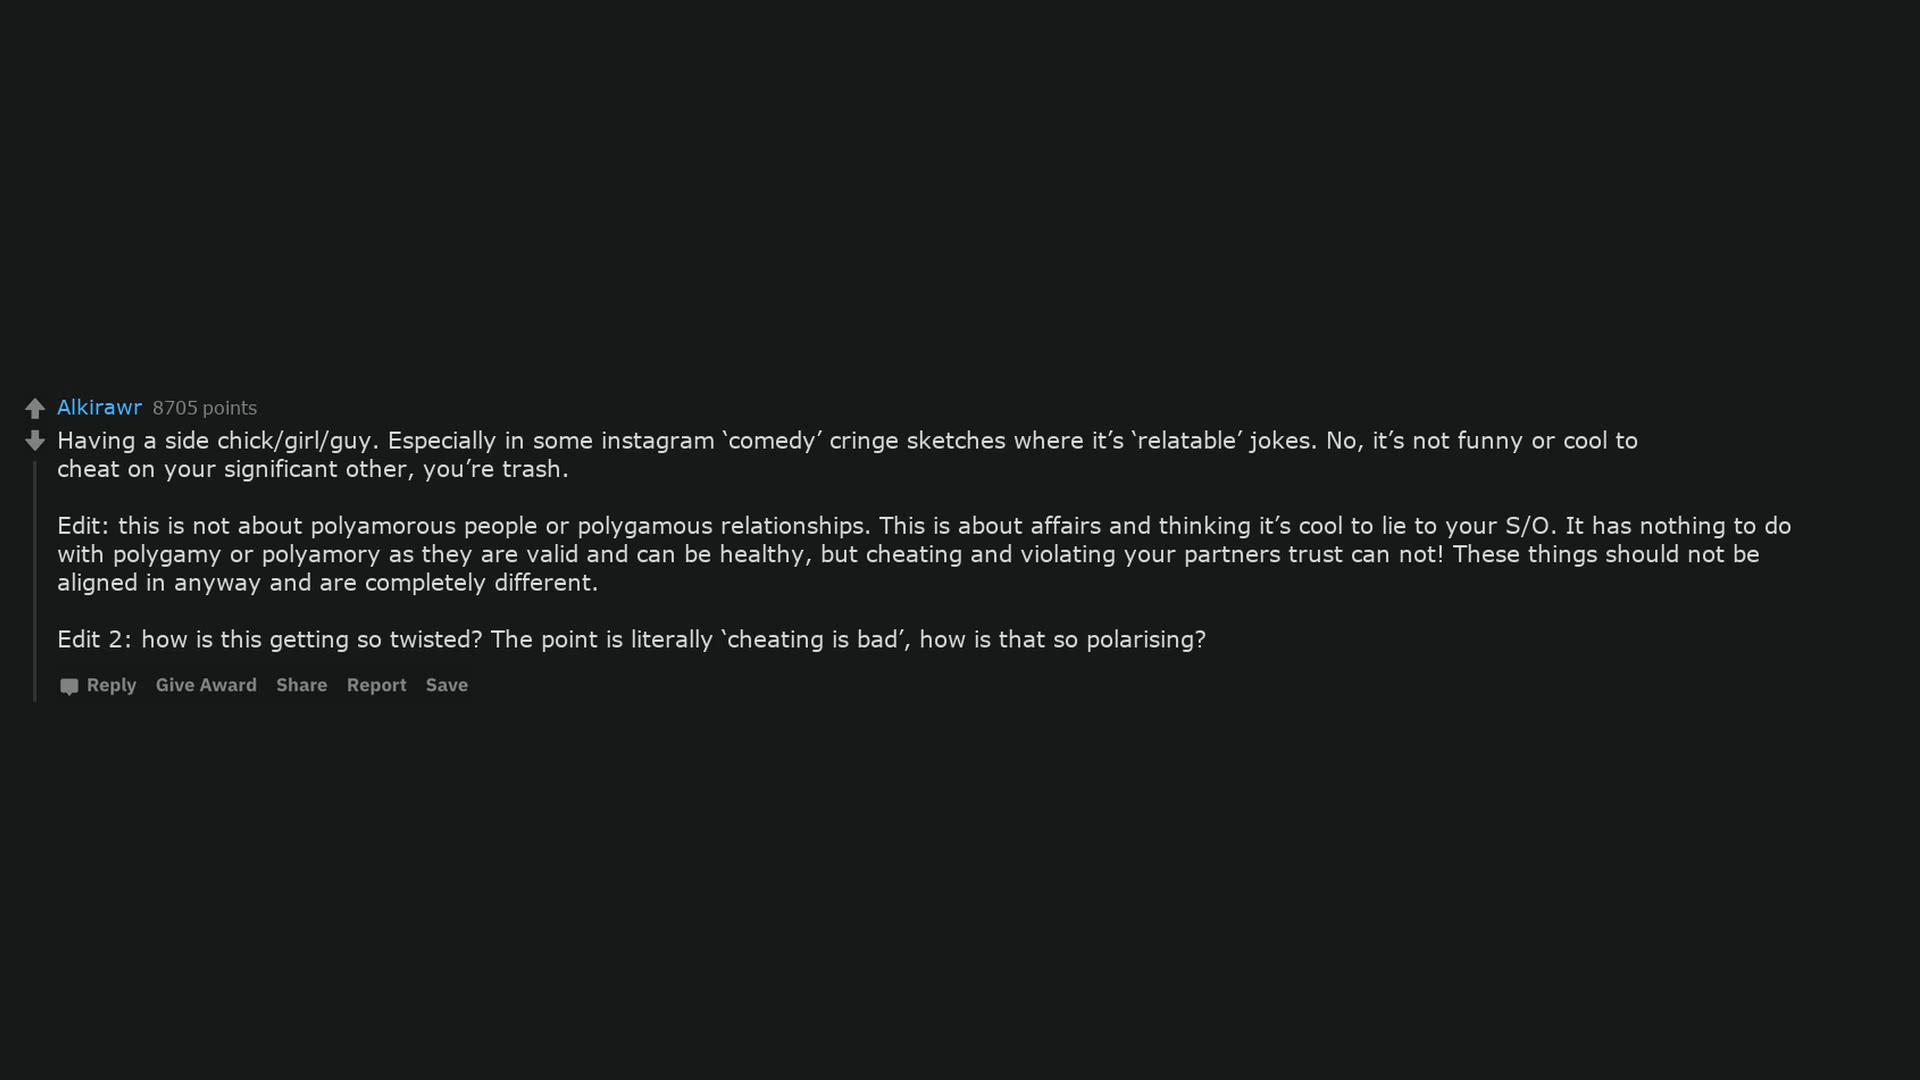 Alkirawr 8705 points
Having a side chick/girl/guy. Especially in some instagram ‘comedy’ cringe sketches where it’s ‘relatable’ jokes. No, it’s not funny or cool to
cheat on your significant other, you’re trash.
Edit: this is not about polyamorous people or polygamous relationships. This is about affairs and thinking it’s cool to lie to your S/O. It has nothing to do
with polygamy or polyamory as they are valid and can be healthy, but cheating and violating your partners trust can not! These things should not be
aligned in anyway and are completely different.
Edit 2: how is this getting so twisted? The point is literally ‘cheating is bad’, how is that so polarising?
Reply Give Award Share Report Save